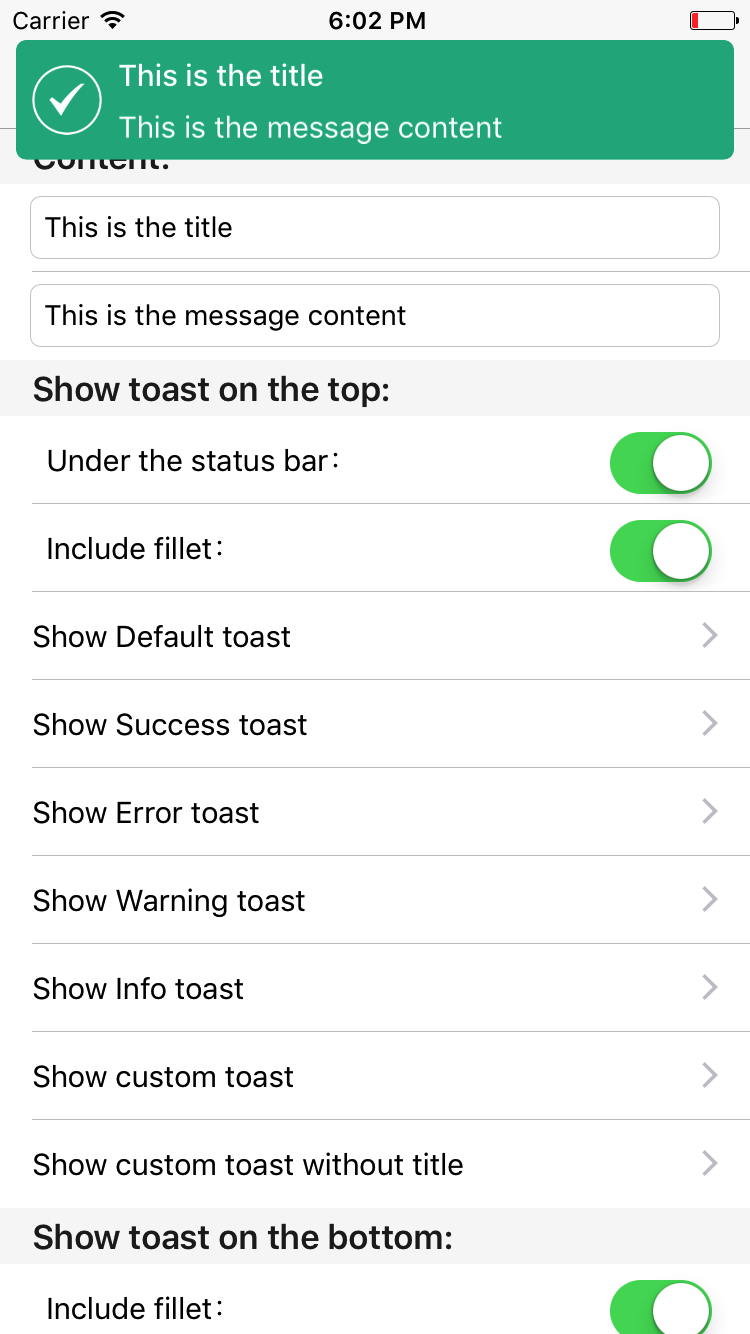 Carrier 6:02 PM
This is the title
This is the message content
Content:
This is the title
This is the message content
Show toast on the top:
Under the status bar:
Include fillet:
Show Default toast
Show Success toast
Show Error toast
Show Warning toast
Show Info toast
Show custom toast
Show custom toast without title
Show toast on the bottom:
Include fillet: